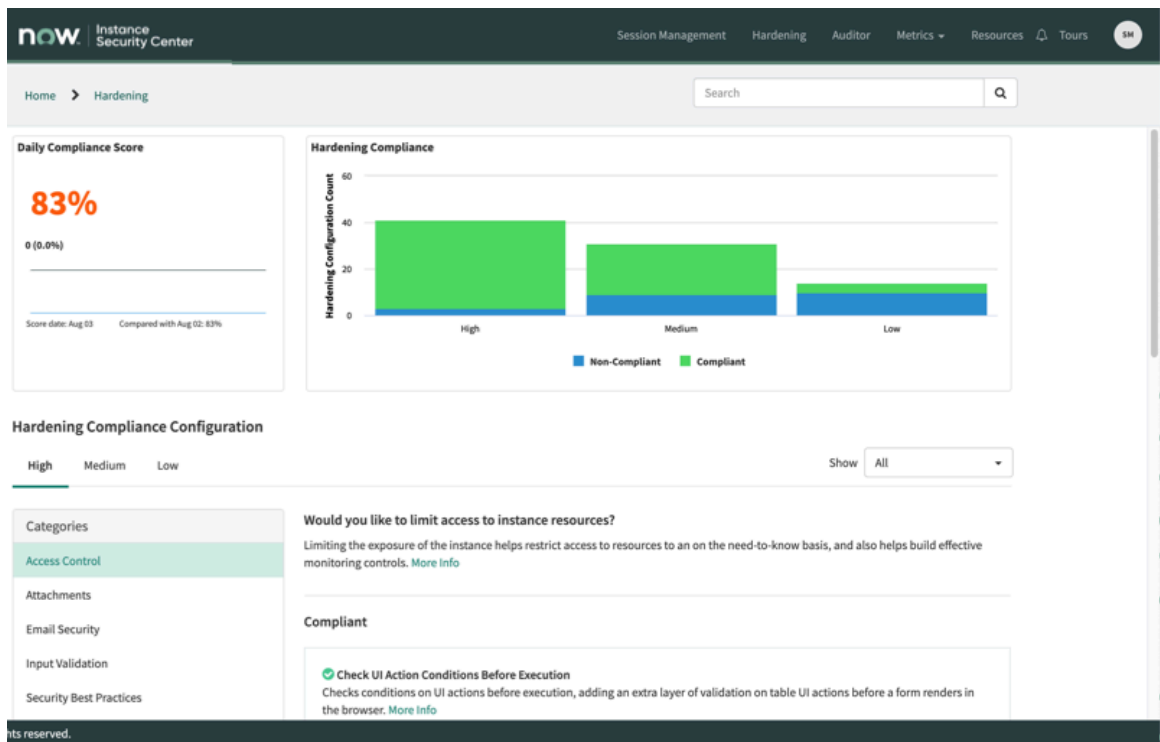 now. Instance Security Center
Session Management Hardening Auditor Metrics Resources Tours SM
Home > Hardening
Search
Daily Compliance Score
83%
0 (0.0%)
Score date: Aug 03 Compared with Aug 02: 83%
Hardening Compliance
Hardening Configuration Count
60
40
20
0
High Medium Low
Non-Compliant Compliant
Hardening Compliance Configuration
High Medium Low
Show All
Categories
Access Control
Attachments
Email Security
Input Validation
Security Best Practices
Would you like to limit access to instance resources?
Limiting the exposure of the instance helps restrict access to resources to an on the need-to-know basis, and also helps build effective
monitoring controls. More Info
Compliant
Check UI Action Conditions Before Execution
Checks conditions on UI actions before execution, adding an extra layer of validation on table UI actions before a form renders in
the browser. More Info
hts reserved.